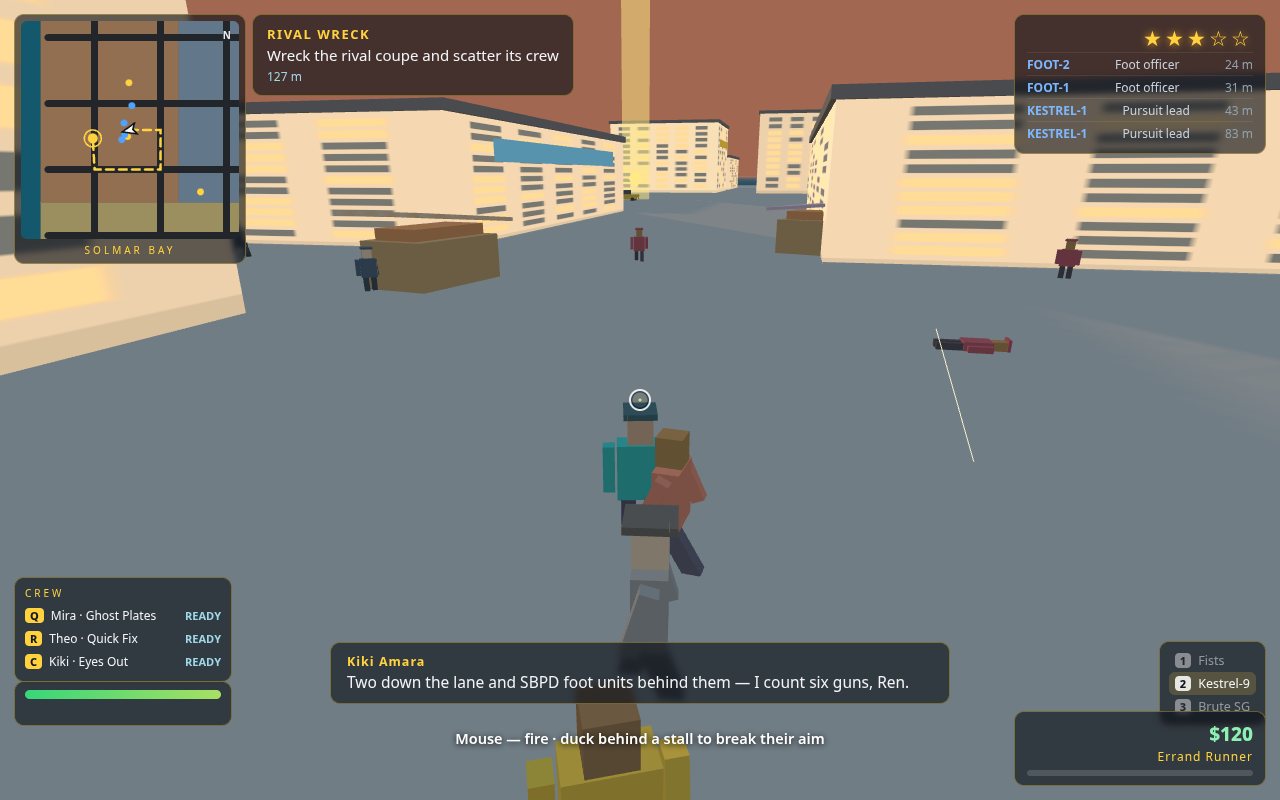 N
SOLMAR BAY
RIVAL WRECK
Wreck the rival coupe and scatter its crew
127 m
★★★☆☆
FOOT-2 Foot officer 24 m
FOOT-1 Foot officer 31 m
KESTREL-1 Pursuit lead 43 m
KESTREL-1 Pursuit lead 83 m
CREW
Q Mira · Ghost Plates READY
R Theo · Quick Fix READY
C Kiki · Eyes Out READY
Kiki Amara
Two down the lane and SBPD foot units behind them — I count six guns, Ren.
Mouse — fire · duck behind a stall to break their aim
1 Fists
2 Kestrel-9
3 Brute SG
$120
Errand Runner